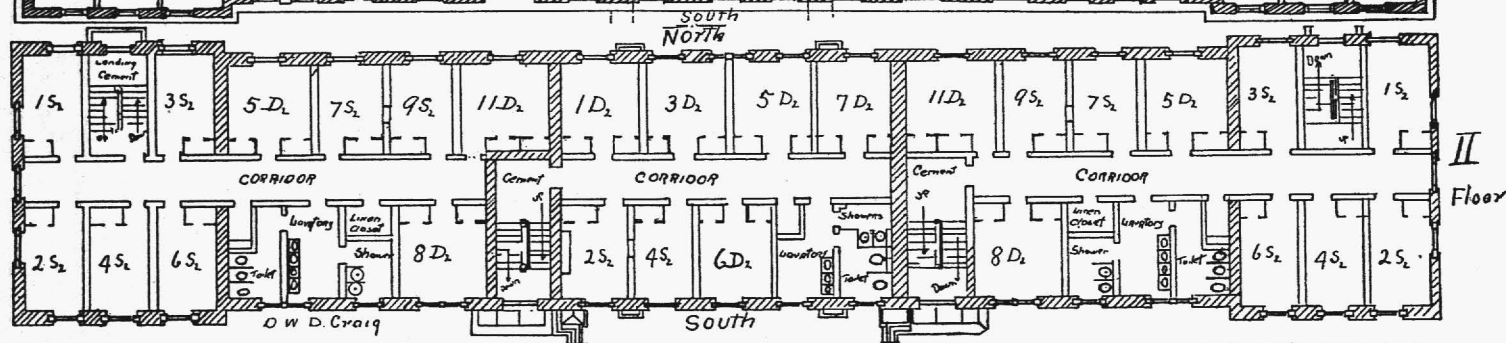 South
North
Landing
Cement
Down
1S₂
3S₂
5D₂
7S₂
9S₂
11D₂
1D₂
3D₂
5D₂
7D₂
11D₂
9S₂
7S₂
5D₂
3S₂
1S₂
II
Floor
CORRIDOR
Cement
CORRIDOR
Cement
CORRIDOR
Lavatory
Linen
Closet
Showers
Linen
Closet
Lavatory
2S₂
4S₂
6S₂
Toilet
Shower
8D₂
Down
2S₂
4S₂
6D₂
Lavatory
Toilet
Down
8D₂
Shower
Toilet
6S₂
4S₂
2S₂
D W D. Craig
South